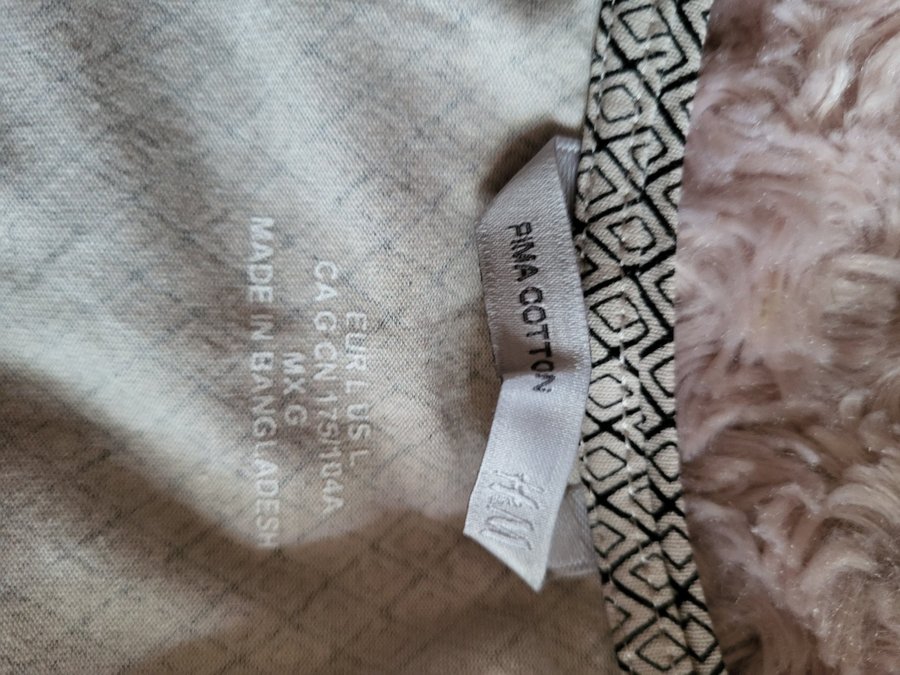 PIMA COTTON
H&M
EUR L US L
CA G CN 175/104A
MX G
MADE IN BANGLADESH